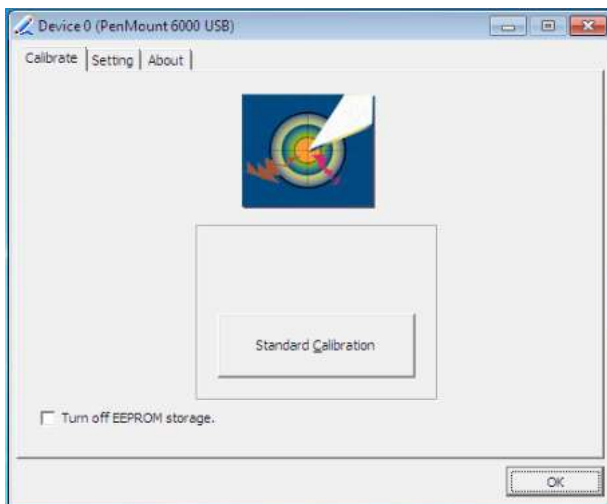 Device 0 (PenMount 6000 USB)
Calibrate Setting About
Standard Calibration
Turn off EEPROM storage.
OK